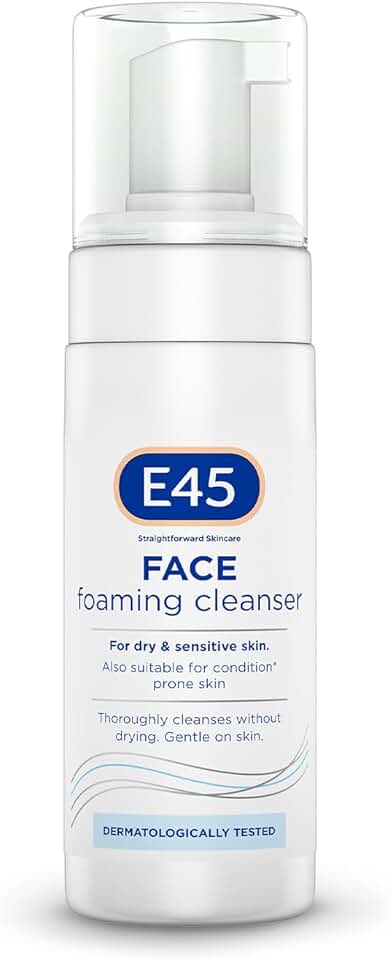 E45
Straightforward Skincare
FACE
foaming cleanser
For dry & sensitive skin.
Also suitable for condition*
prone skin
Thoroughly cleanses without
drying. Gentle on skin.
DERMATOLOGICALLY TESTED